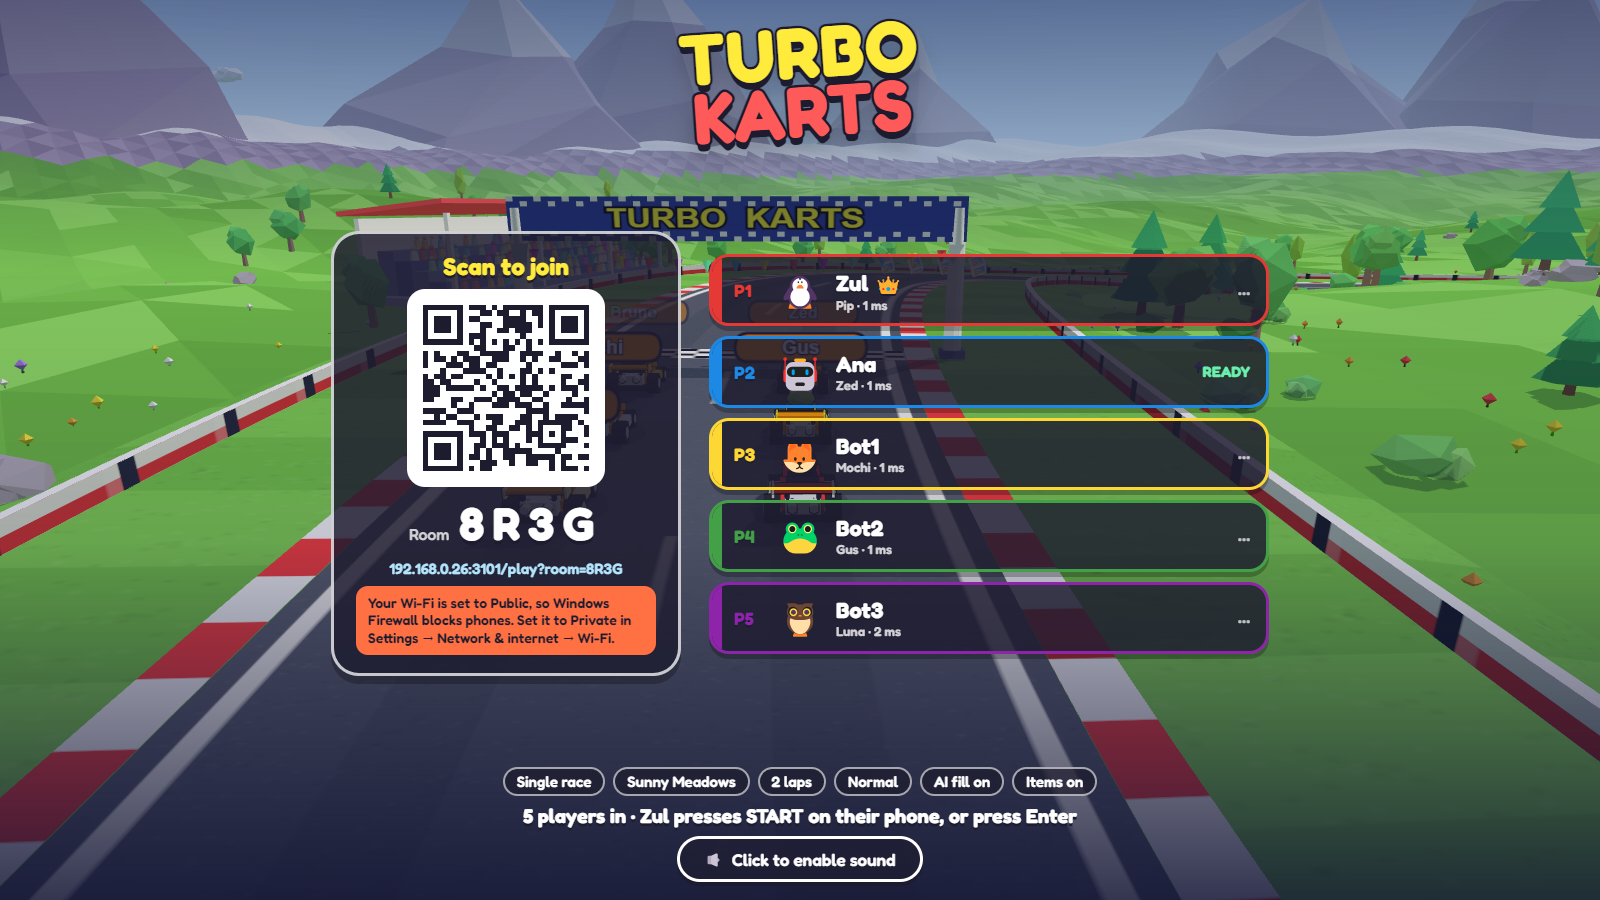 TURBO
KARTS
TURBO KARTS
Scan to join
Room 8R3G
192.168.0.26:3101/play?room=8R3G
Your Wi-Fi is set to Public, so Windows
Firewall blocks phones. Set it to Private in
Settings → Network & internet → Wi-Fi.
Bruno
Zed
hi
Gus
P1
Zul
Pip · 1 ms
...
P2
Ana
Zed · 1 ms
READY
P3
Bot1
Mochi · 1 ms
...
P4
Bot2
Gus · 1 ms
...
P5
Bot3
Luna · 2 ms
...
Single race
Sunny Meadows
2 laps
Normal
AI fill on
Items on
5 players in · Zul presses START on their phone, or press Enter
Click to enable sound